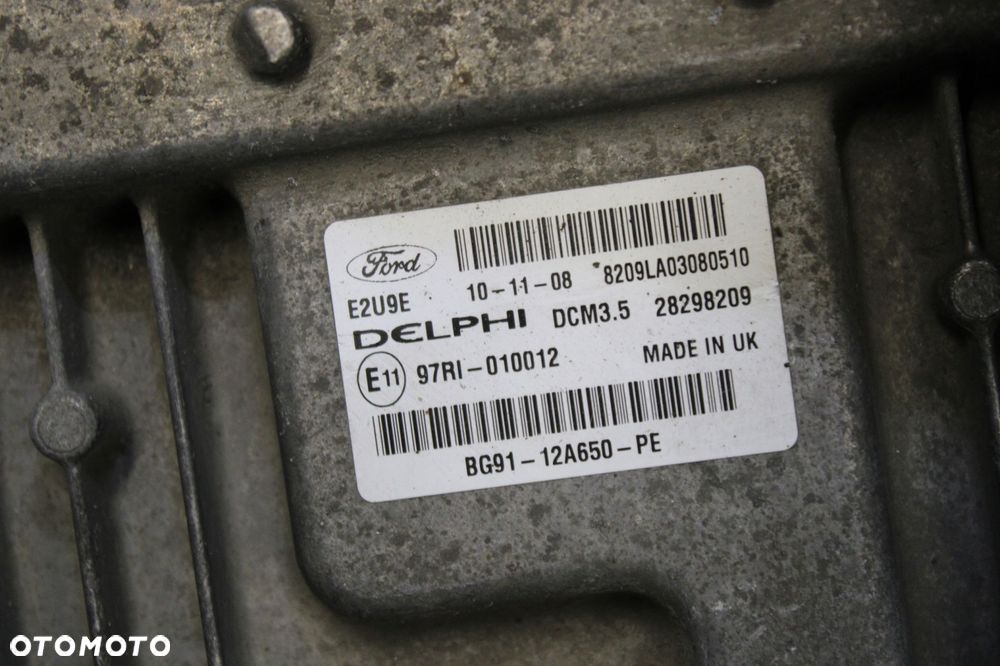 Ford
E2U9E 10-11-08 8209LA03080510
DELPHI DCM3.5 28298209
E11 97RI-010012 MADE IN UK
BG91-12A650-PE
OTOMOTO